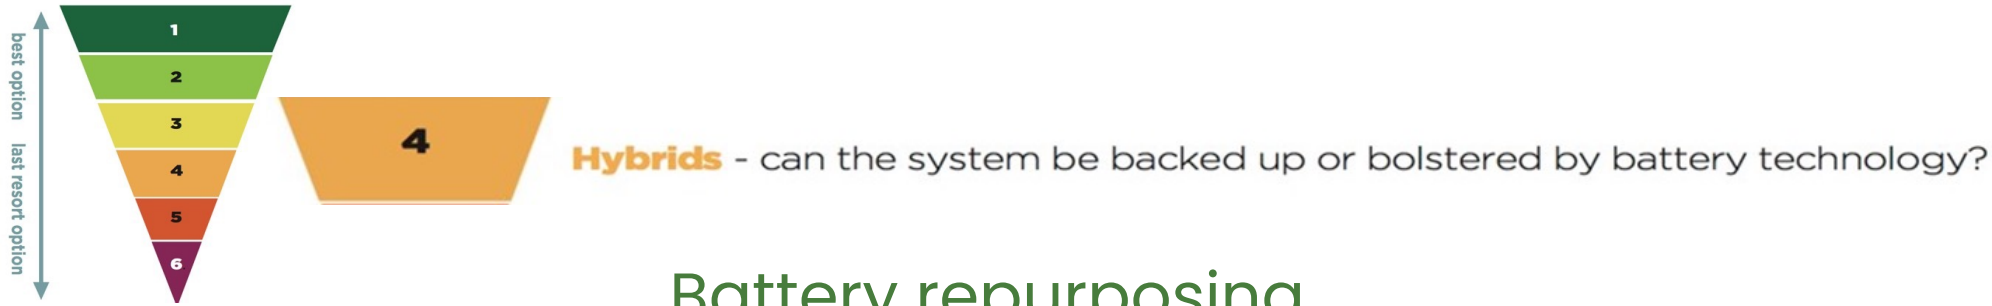 best option
last resort option
1
2
3
4
5
6
4
Hybrids - can the system be backed up or bolstered by battery technology?
Battery repurposing